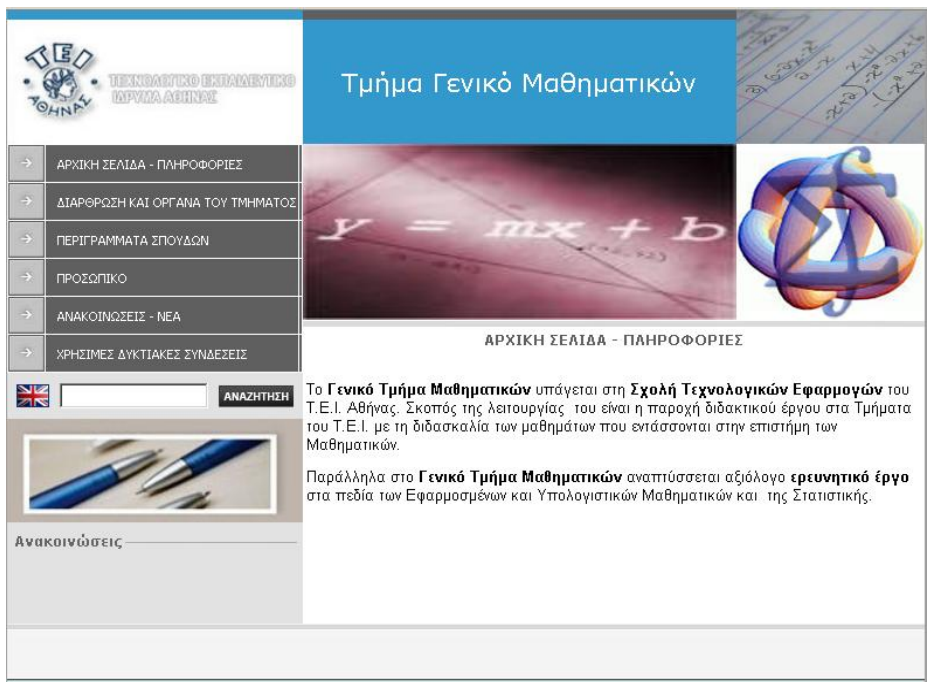 ΤΕΙ ΑΘΗΝΑΣ
ΤΕΧΝΟΛΟΓΙΚΟ ΕΚΠΑΙΔΕΥΤΙΚΟ
ΙΔΡΥΜΑ ΑΘΗΝΑΣ
Τμήμα Γενικό Μαθηματικών
ΑΡΧΙΚΗ ΣΕΛΙΔΑ - ΠΛΗΡΟΦΟΡΙΕΣ
ΔΙΑΡΘΡΩΣΗ ΚΑΙ ΟΡΓΑΝΑ ΤΟΥ ΤΜΗΜΑΤΟΣ
ΠΕΡΙΓΡΑΜΜΑΤΑ ΣΠΟΥΔΩΝ
ΠΡΟΣΩΠΙΚΟ
ΑΝΑΚΟΙΝΩΣΕΙΣ - ΝΕΑ
ΧΡΗΣΙΜΕΣ ΔΥΚΤΙΑΚΕΣ ΣΥΝΔΕΣΕΙΣ
ΑΝΑΖΗΤΗΣΗ
Ανακοινώσεις
y = mx + b
Σ
ΑΡΧΙΚΗ ΣΕΛΙΔΑ - ΠΛΗΡΟΦΟΡΙΕΣ
Το Γενικό Τμήμα Μαθηματικών υπάγεται στη Σχολή Τεχνολογικών Εφαρμογών του
Τ.Ε.Ι. Αθήνας. Σκοπός της λειτουργίας του είναι η παροχή διδακτικού έργου στα Τμήματα
του Τ.Ε.Ι. με τη διδασκαλία των μαθημάτων που εντάσσονται στην επιστήμη των
Μαθηματικών.
Παράλληλα στο Γενικό Τμήμα Μαθηματικών αναπτύσσεται αξιόλογο ερευνητικό έργο
στα πεδία των Εφαρμοσμένων και Υπολογιστικών Μαθηματικών και της Στατιστικής.